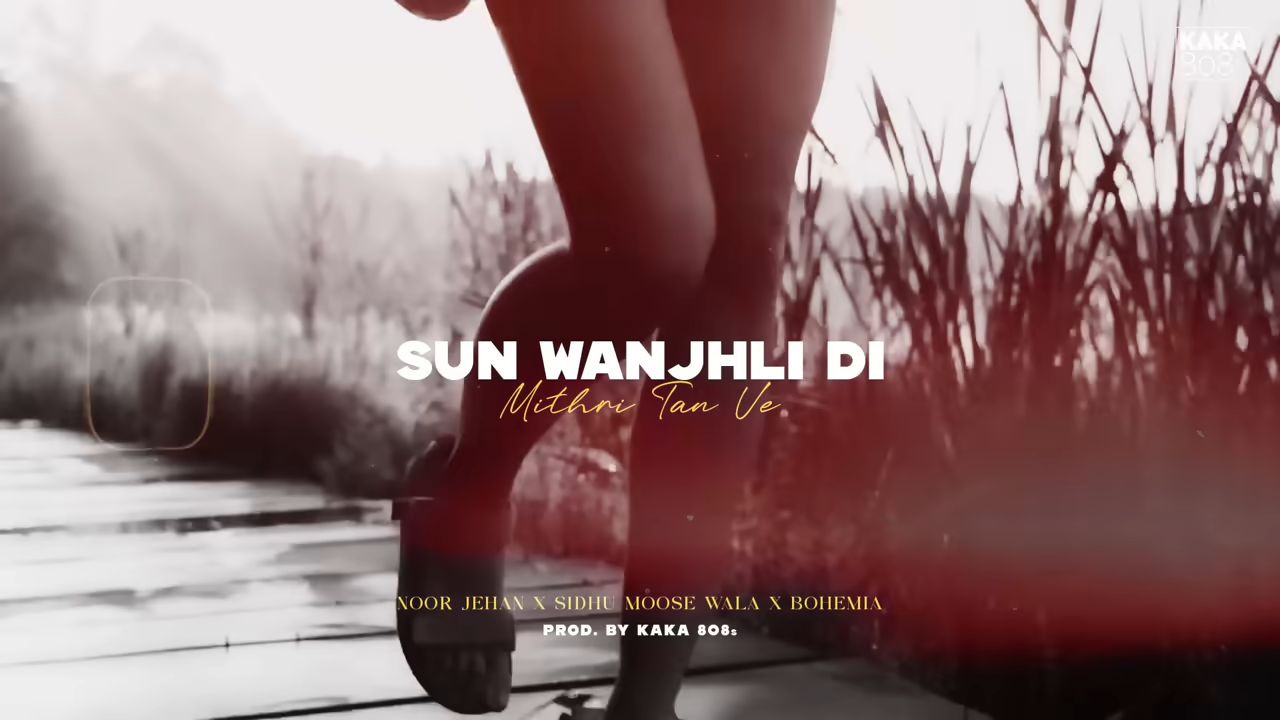 KAKA
808
SUN WANJHLI DI
Mithri Tan Ve
NOOR JEHAN X SIDHU MOOSE WALA X BOHEMIA
PROD. BY KAKA 808s